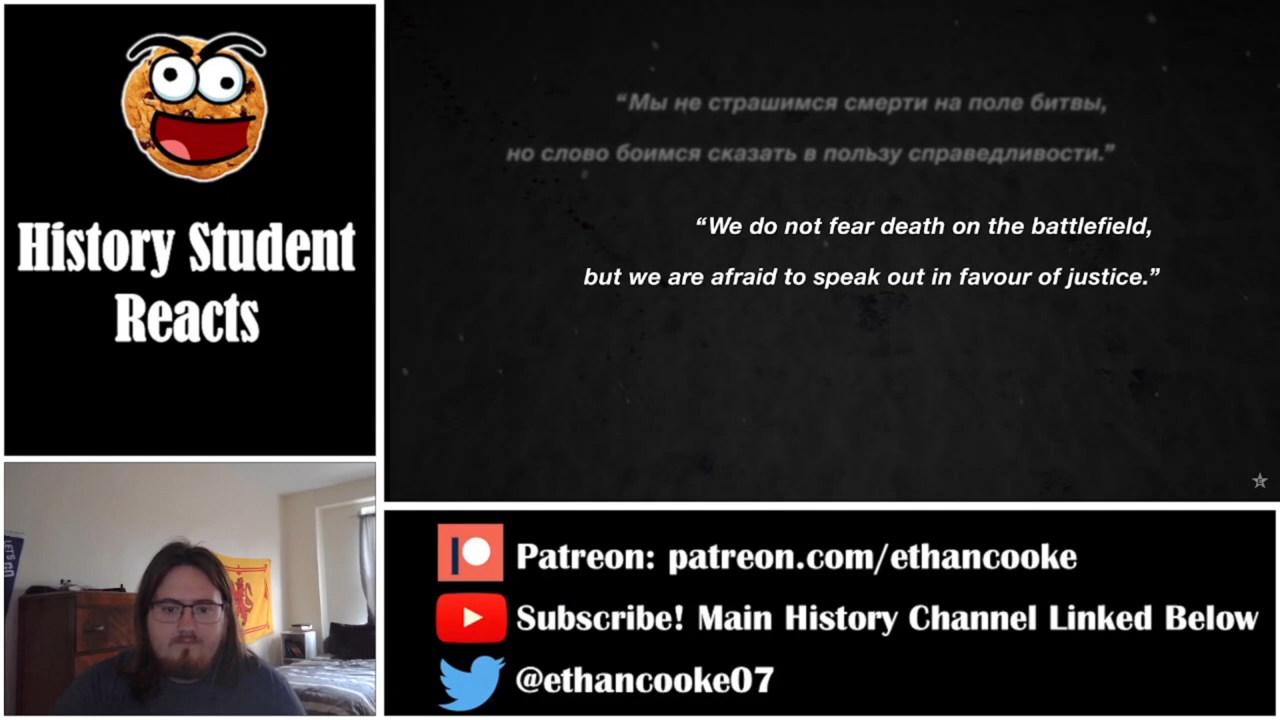 History Student
Reacts
“Мы не страшимся смерти на поле битвы,
но слово боимся сказать в пользу справедливости.”
“We do not fear death on the battlefield,
but we are afraid to speak out in favour of justice.”
LET'S GO
Patreon: patreon.com/ethancooke
Subscribe! Main History Channel Linked Below
@ethancooke07